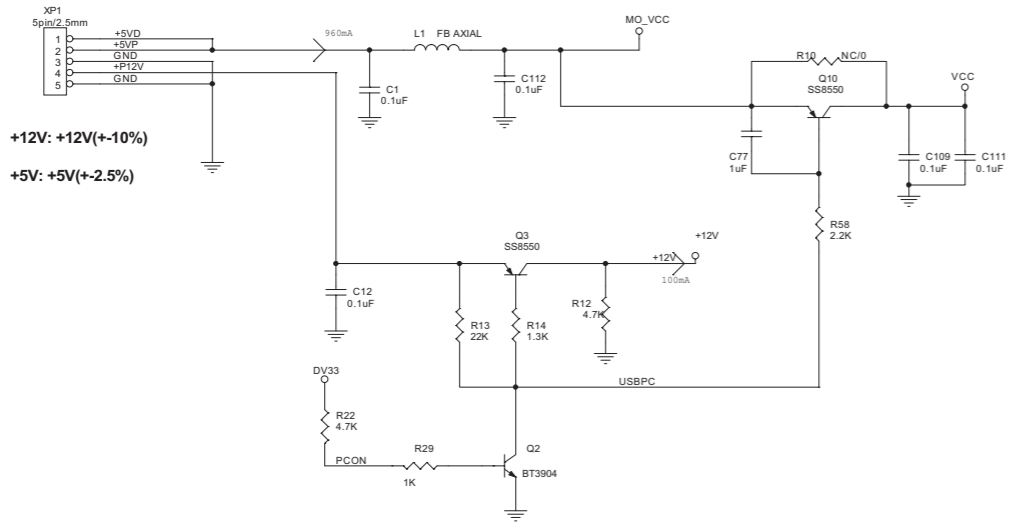 XP1
5pin/2.5mm
1 +5VD
2 +5VP
3 GND
4 +P12V
5 GND
960mA
L1 FB AXIAL
MO_VCC
C1
0.1uF
C112
0.1uF
R10 NC/0
Q10
SS8550
VCC
C77
1uF
C109
0.1uF
C111
0.1uF
+12V: +12V(+-10%)
+5V: +5V(+-2.5%)
R58
2.2K
Q3
SS8550
+12V
+12V
100mA
C12
0.1uF
R13
22K
R14
1.3K
R12
4.7K
USBPC
DV33
R22
4.7K
PCON
R29
1K
Q2
BT3904